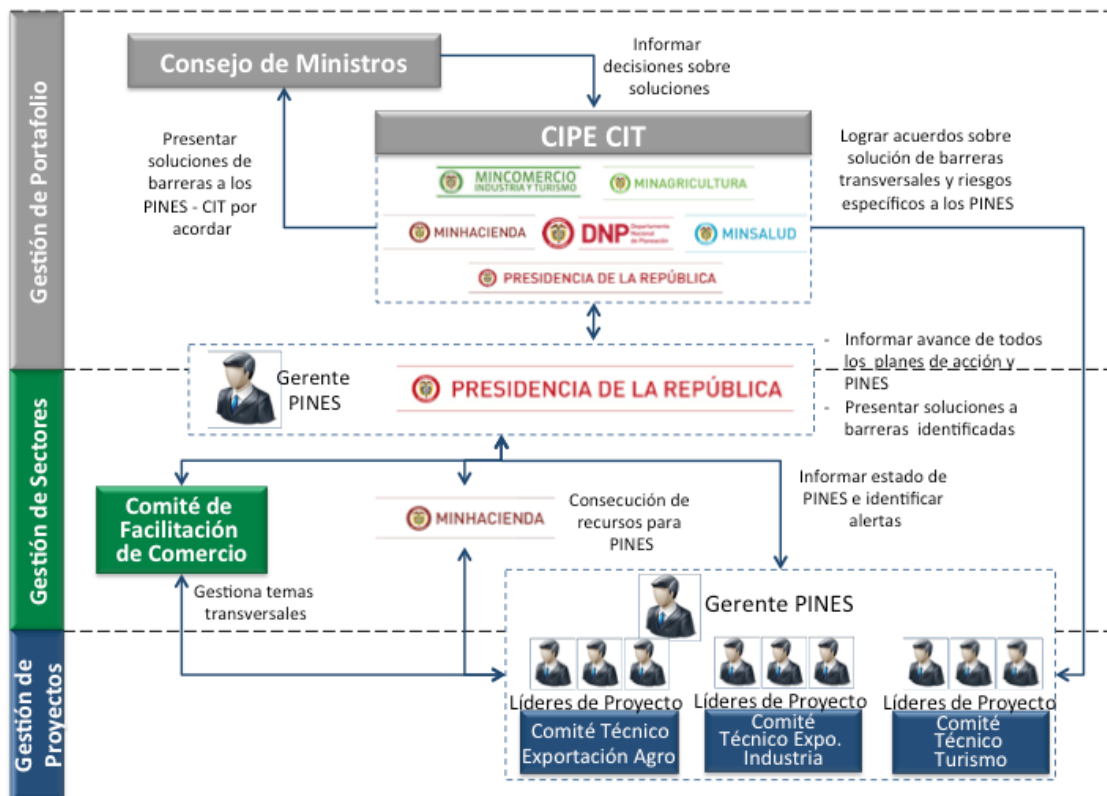 Gestión de Portafolio
Consejo de Ministros
Informar
decisiones sobre
soluciones
Presentar
soluciones de
barreras a los
PINES - CIT por
acordar
CIPE CIT
MINCOMERCIO
INDUSTRIA Y TURISMO
MINAGRICULTURA
MINHACIENDA
DNP
Departamento
Nacional
de Planeación
MINSALUD
PRESIDENCIA DE LA REPÚBLICA
Lograr acuerdos sobre
solución de barreras
transversales y riesgos
específicos a los PINES
Gestión de Sectores
Gerente
PINES
PRESIDENCIA DE LA REPÚBLICA
- Informar avance de todos
los planes de acción y
PINES
- Presentar soluciones a
barreras identificadas
Comité de
Facilitación
de Comercio
MINHACIENDA
Consecución de
recursos para
PINES
Informar estado de
PINES e identificar
alertas
Gestiona temas
transversales
Gestión de
Proyectos
Gerente PINES
Líderes de Proyecto
Comité Técnico
Exportación Agro
Líderes de Proyecto
Comité
Técnico Expo.
Industria
Líderes de Proyecto
Comité
Técnico
Turismo